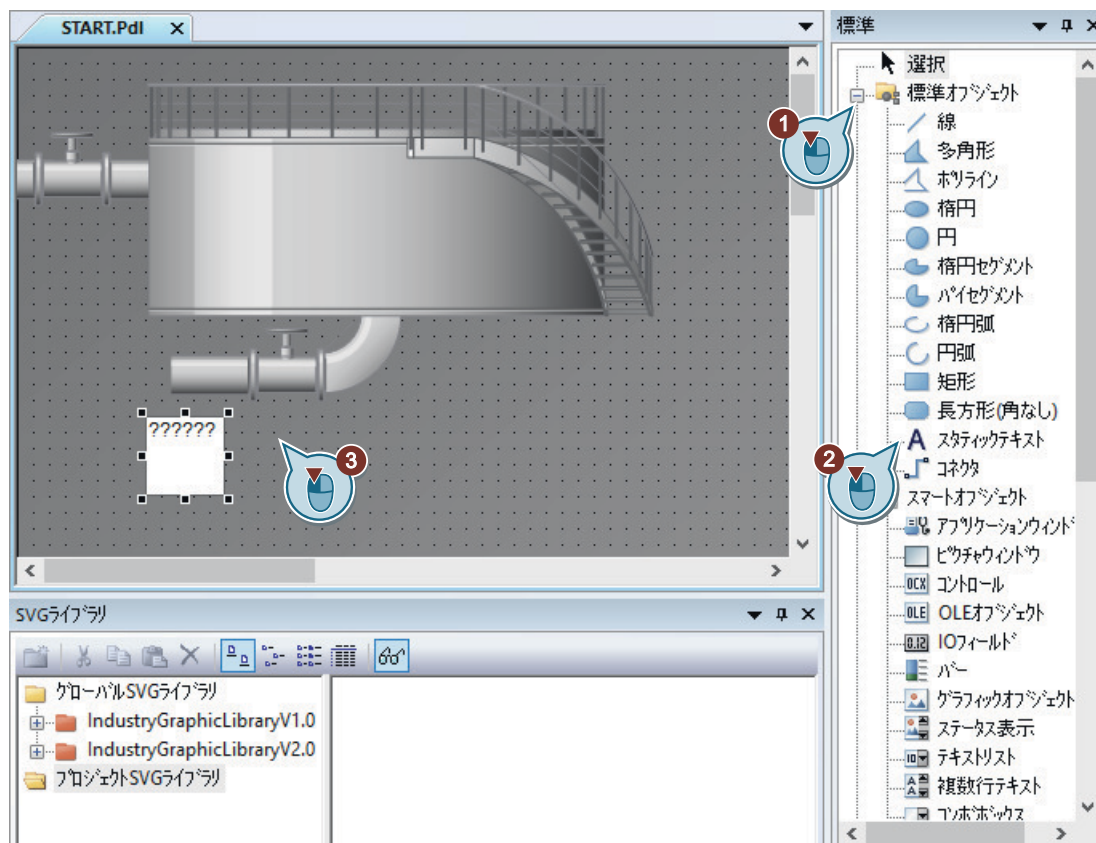 START.Pdl
??????
1
2
3
標準
選択
標準オブジェクト
線
多角形
ポリライン
楕円
円
楕円セグメント
パイセグメント
楕円弧
円弧
矩形
長方形(角なし)
A スタティックテキスト
コネクタ
スマートオブジェクト
アプリケーションウィンド
ピクチャウィンドウ
OCX コントロール
OLE OLEオブジェクト
0.12 IOフィールド
バー
グラフィックオブジェクト
ステータス表示
テキストリスト
複数行テキスト
コンボボックス
SVGライブラリ
グローバルSVGライブラリ
IndustryGraphicLibraryV1.0
IndustryGraphicLibraryV2.0
プロジェクトSVGライブラリ